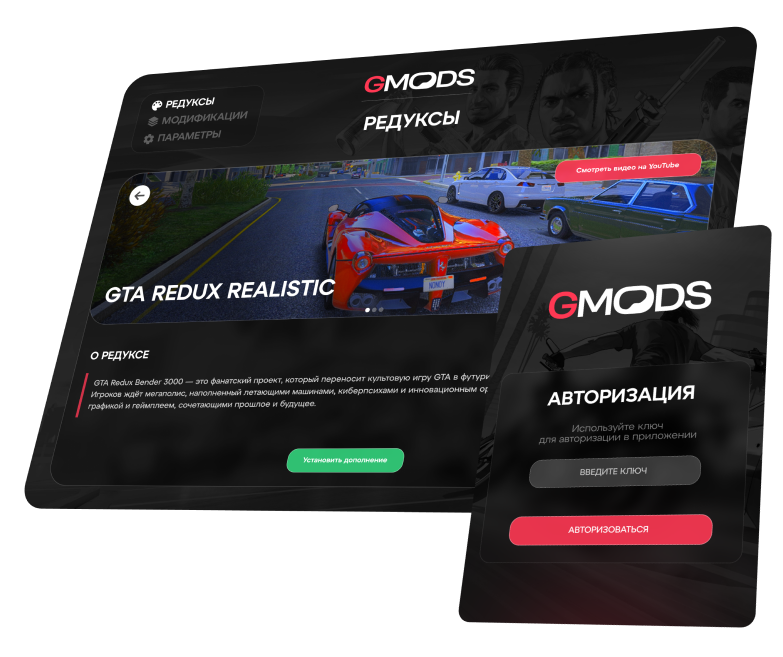 GMODS
РЕДУКСЫ
МОДИФИКАЦИИ
ПАРАМЕТРЫ
РЕДУКСЫ
Смотреть видео на YouTube
GTA REDUX REALISTIC
О РЕДУКСЕ
GTA Redux Bender 3000 — это фанатский проект, который переносит культовую игру GTA в футури
Игроков ждёт мегаполис, наполненный летающими машинами, киберпсихами и инновационным ор
графикой и геймплеем, сочетающими прошлое и будущее.
Установить дополнение
GMODS
АВТОРИЗАЦИЯ
Используйте ключ
для авторизации в приложении
ВВЕДИТЕ КЛЮЧ
АВТОРИЗОВАТЬСЯ